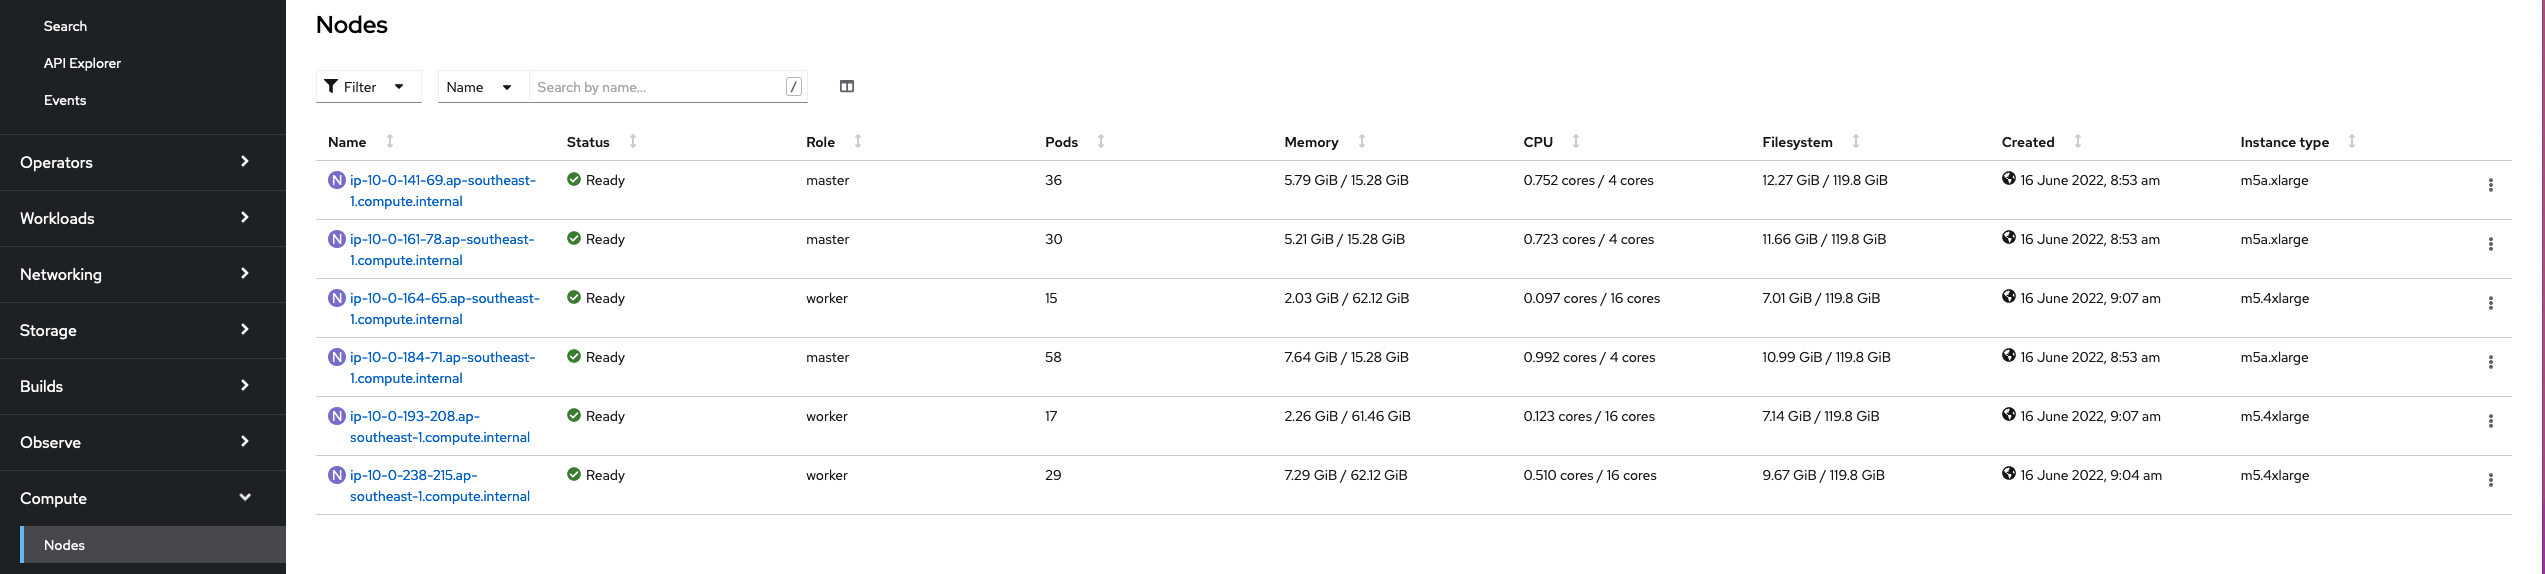 Search
API Explorer
Events
Operators
Workloads
Networking
Storage
Builds
Observe
Compute
Nodes
Nodes
Filter Name Search by name... /
Name Status Role Pods Memory CPU Filesystem Created Instance type
N ip-10-0-141-69.ap-southeast- Ready master 36 5.79 GiB / 15.28 GiB 0.752 cores / 4 cores 12.27 GiB / 119.8 GiB 16 June 2022, 8:53 am m5a.xlarge
1.compute.internal
N ip-10-0-161-78.ap-southeast- Ready master 30 5.21 GiB / 15.28 GiB 0.723 cores / 4 cores 11.66 GiB / 119.8 GiB 16 June 2022, 8:53 am m5a.xlarge
1.compute.internal
N ip-10-0-164-65.ap-southeast- Ready worker 15 2.03 GiB / 62.12 GiB 0.097 cores / 16 cores 7.01 GiB / 119.8 GiB 16 June 2022, 9:07 am m5.4xlarge
1.compute.internal
N ip-10-0-184-71.ap-southeast- Ready master 58 7.64 GiB / 15.28 GiB 0.992 cores / 4 cores 10.99 GiB / 119.8 GiB 16 June 2022, 8:53 am m5a.xlarge
1.compute.internal
N ip-10-0-193-208.ap- Ready worker 17 2.26 GiB / 61.46 GiB 0.123 cores / 16 cores 7.14 GiB / 119.8 GiB 16 June 2022, 9:07 am m5.4xlarge
southeast-1.compute.internal
N ip-10-0-238-215.ap- Ready worker 29 7.29 GiB / 62.12 GiB 0.510 cores / 16 cores 9.67 GiB / 119.8 GiB 16 June 2022, 9:04 am m5.4xlarge
southeast-1.compute.internal